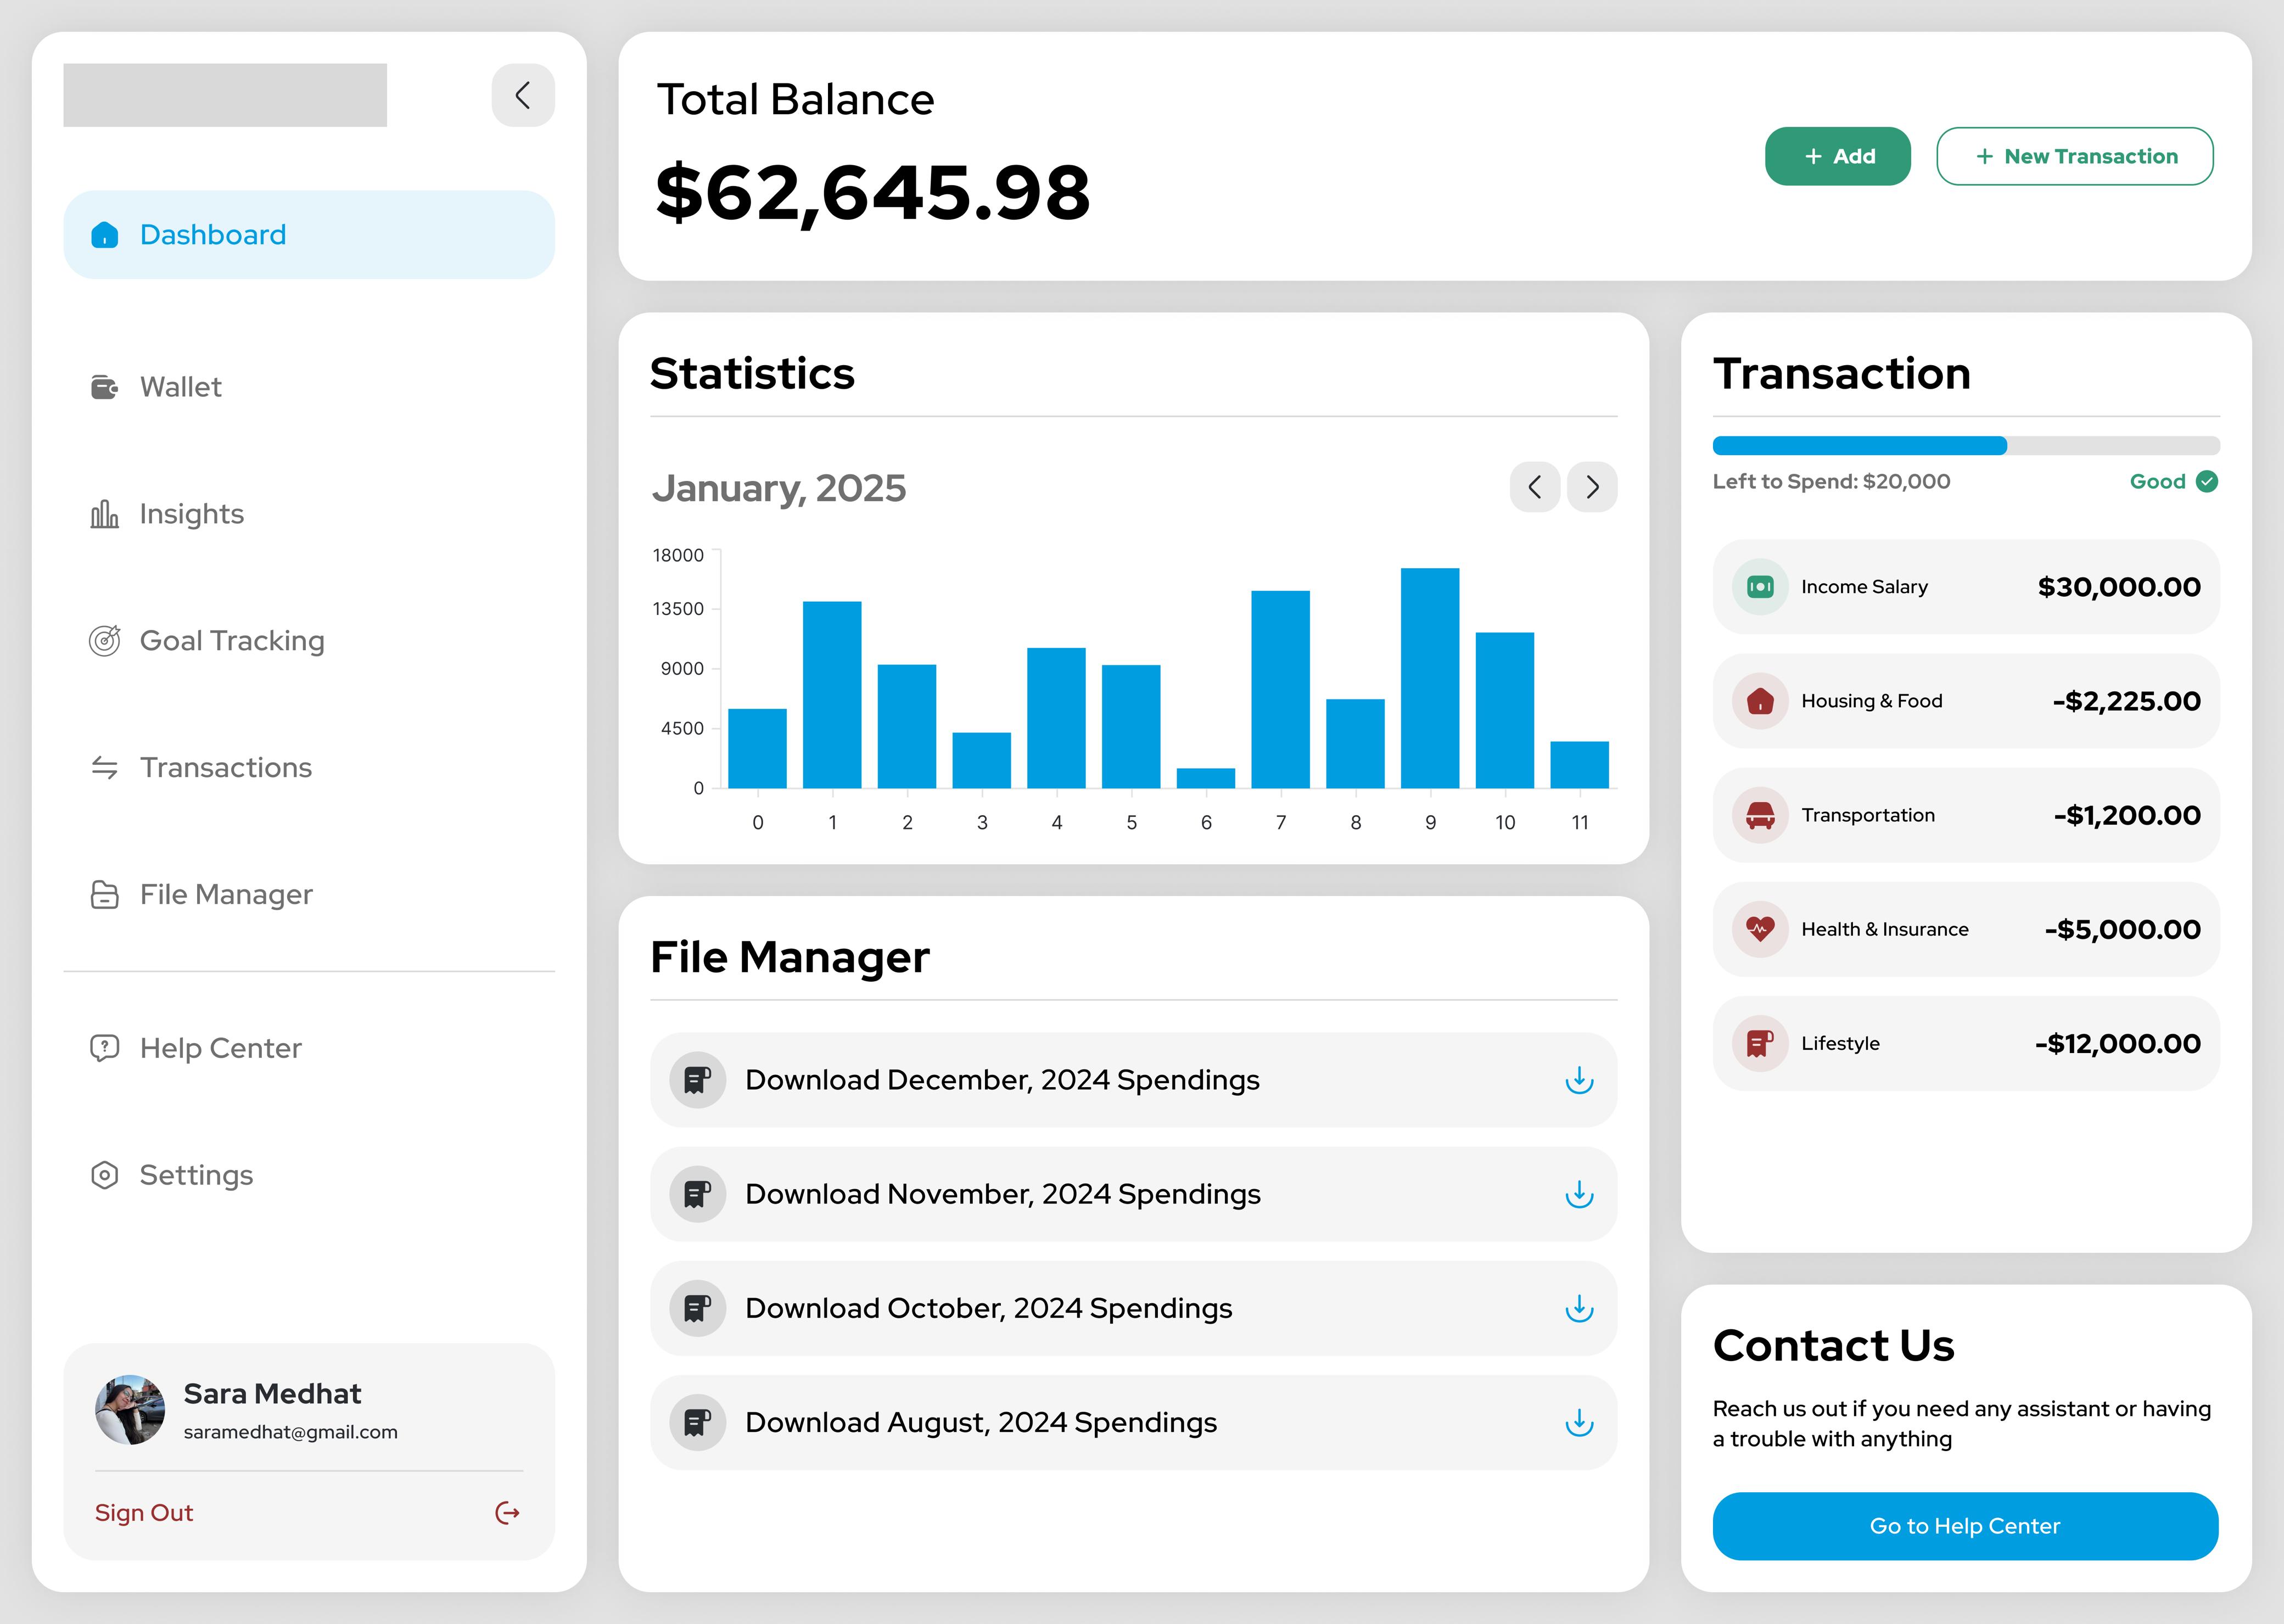 Dashboard
Wallet
Insights
Goal Tracking
Transactions
File Manager
Help Center
Settings
Sara Medhat
saramedhat@gmail.com
Sign Out
Total Balance
$62,645.98
+ Add
+ New Transaction
Statistics
January, 2025
18000
13500
9000
4500
0
0 1 2 3 4 5 6 7 8 9 10 11
File Manager
Download December, 2024 Spendings
Download November, 2024 Spendings
Download October, 2024 Spendings
Download August, 2024 Spendings
Transaction
Left to Spend: $20,000 Good
Income Salary $30,000.00
Housing & Food -$2,225.00
Transportation -$1,200.00
Health & Insurance -$5,000.00
Lifestyle -$12,000.00
Contact Us
Reach us out if you need any assistant or having
a trouble with anything
Go to Help Center